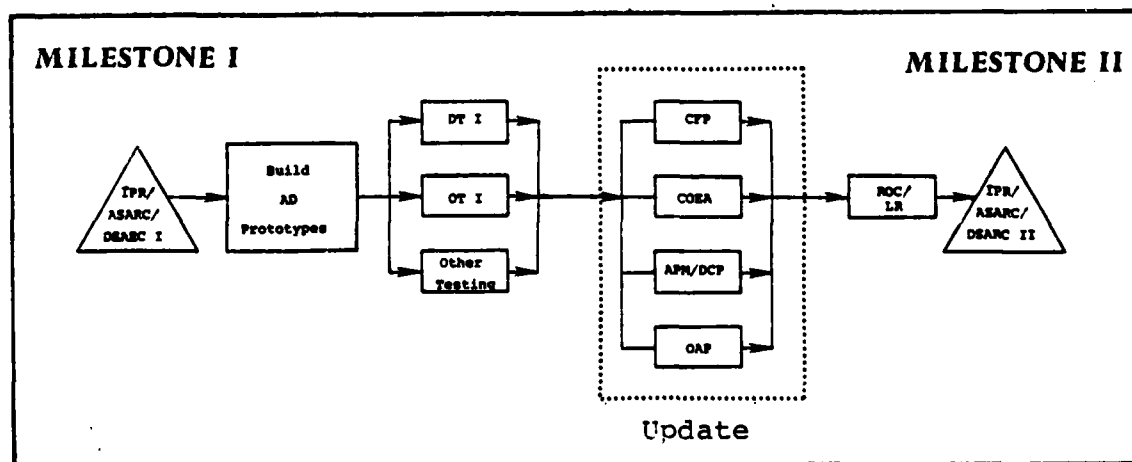 MILESTONE I
MILESTONE II
IPR/
ASARC/
DSARC I
Build
AD
Prototypes
DT I
OT I
Other
Testing
CFP
COEA
APM/DCP
OAP
ROC/
LR
IPR/
ASARC/
DSARC II
Update